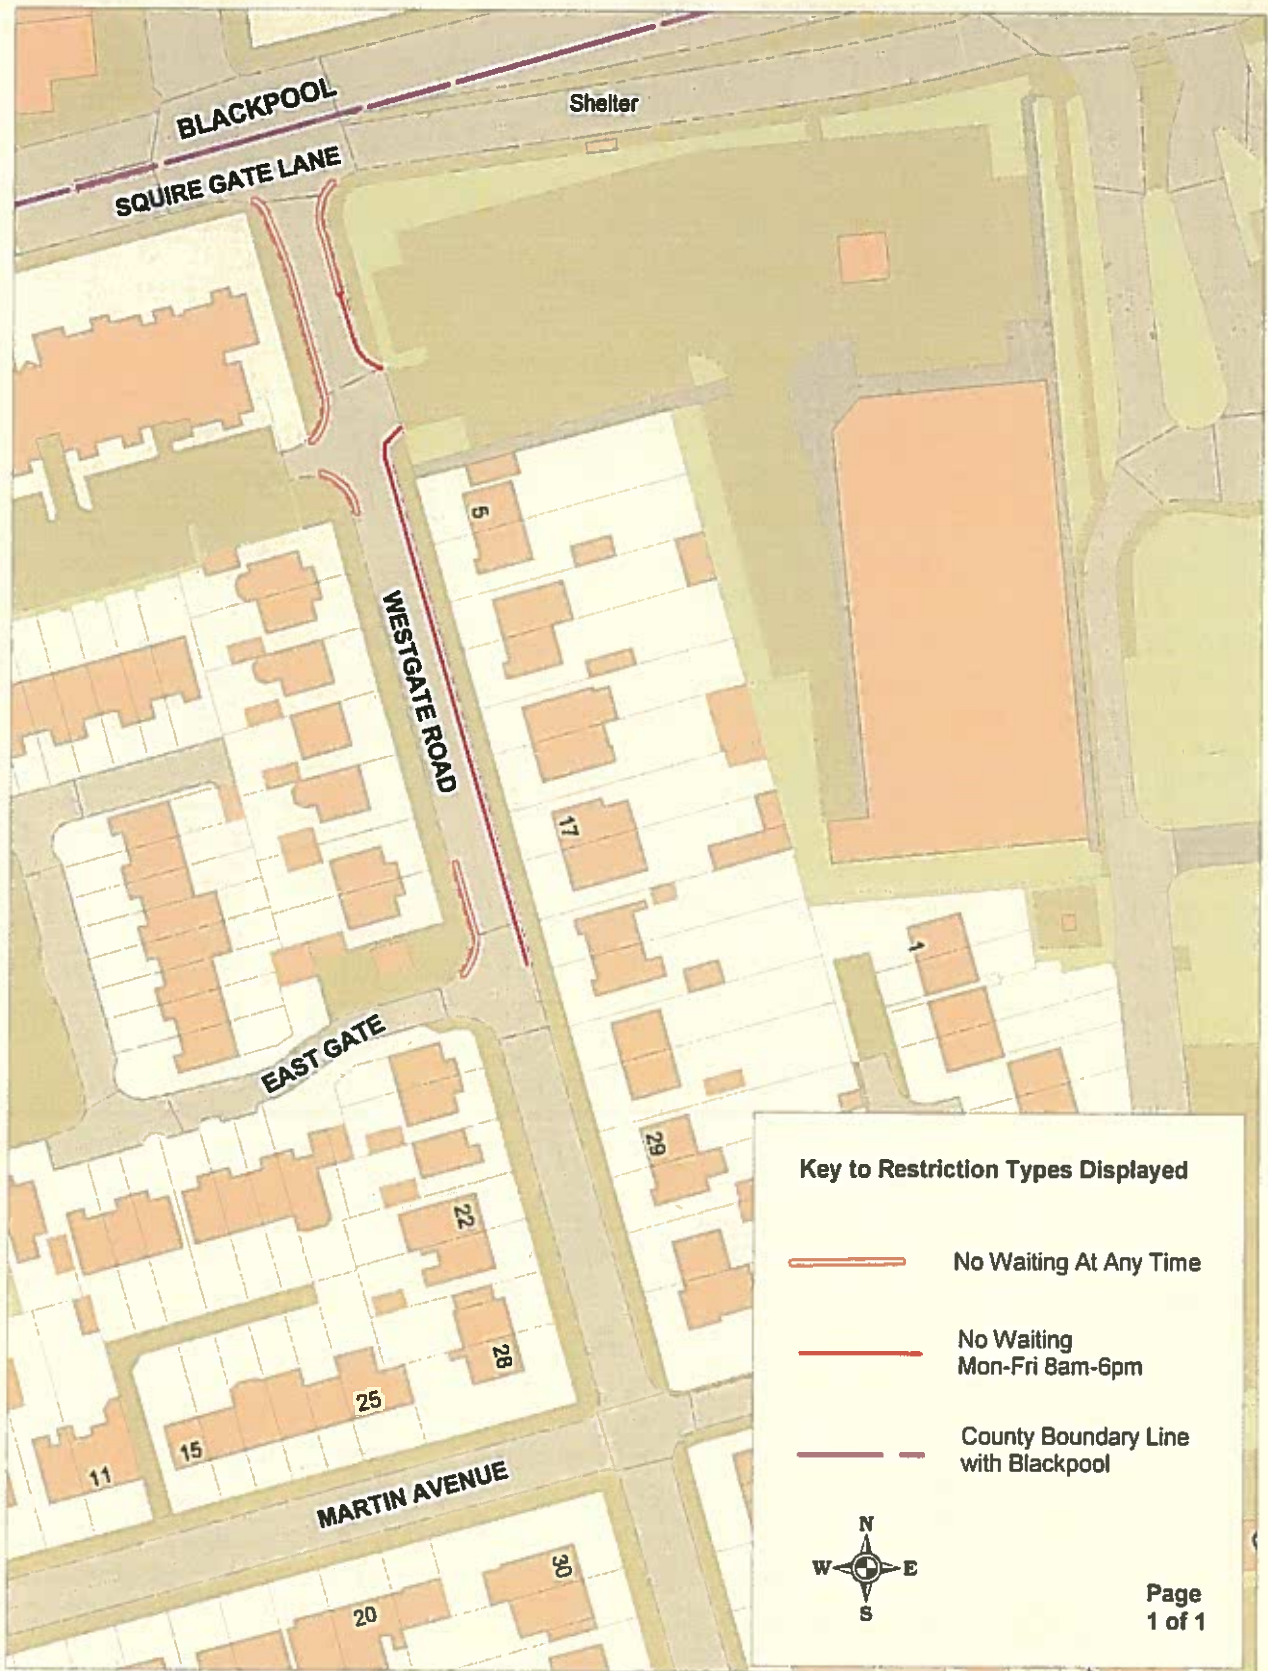 BLACKPOOL
Shelter
SQUIRE GATE LANE
5
WESTGATE ROAD
17
1
EAST GATE
29
22
28
25
15
11
MARTIN AVENUE
30
20
Key to Restriction Types Displayed
No Waiting At Any Time
No Waiting
Mon-Fri 8am-6pm
County Boundary Line
with Blackpool
N
W E
S
Page
1 of 1